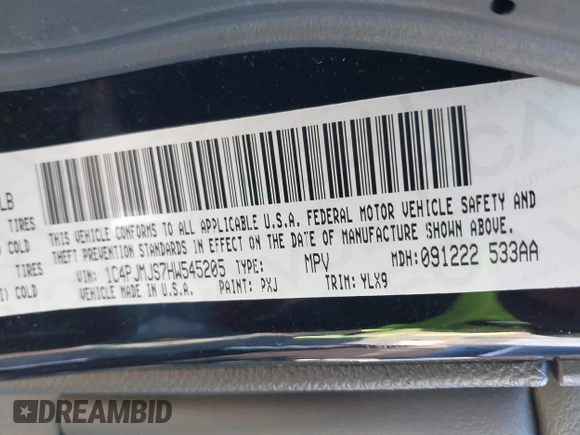 LB
TIRES
COLD
TIRES
) COLD
THIS VEHICLE CONFORMS TO ALL APPLICABLE U.S.A. FEDERAL MOTOR VEHICLE SAFETY AND
THEFT PREVENTION STANDARDS IN EFFECT ON THE DATE OF MANUFACTURE SHOWN ABOVE.
VIN: 1C4PJMJS7HW545205 TYPE: MPV MDH: 091222 533AA
VEHICLE MADE IN U.S.A. PAINT: PXJ TRIM: YLX9
DREAMBID